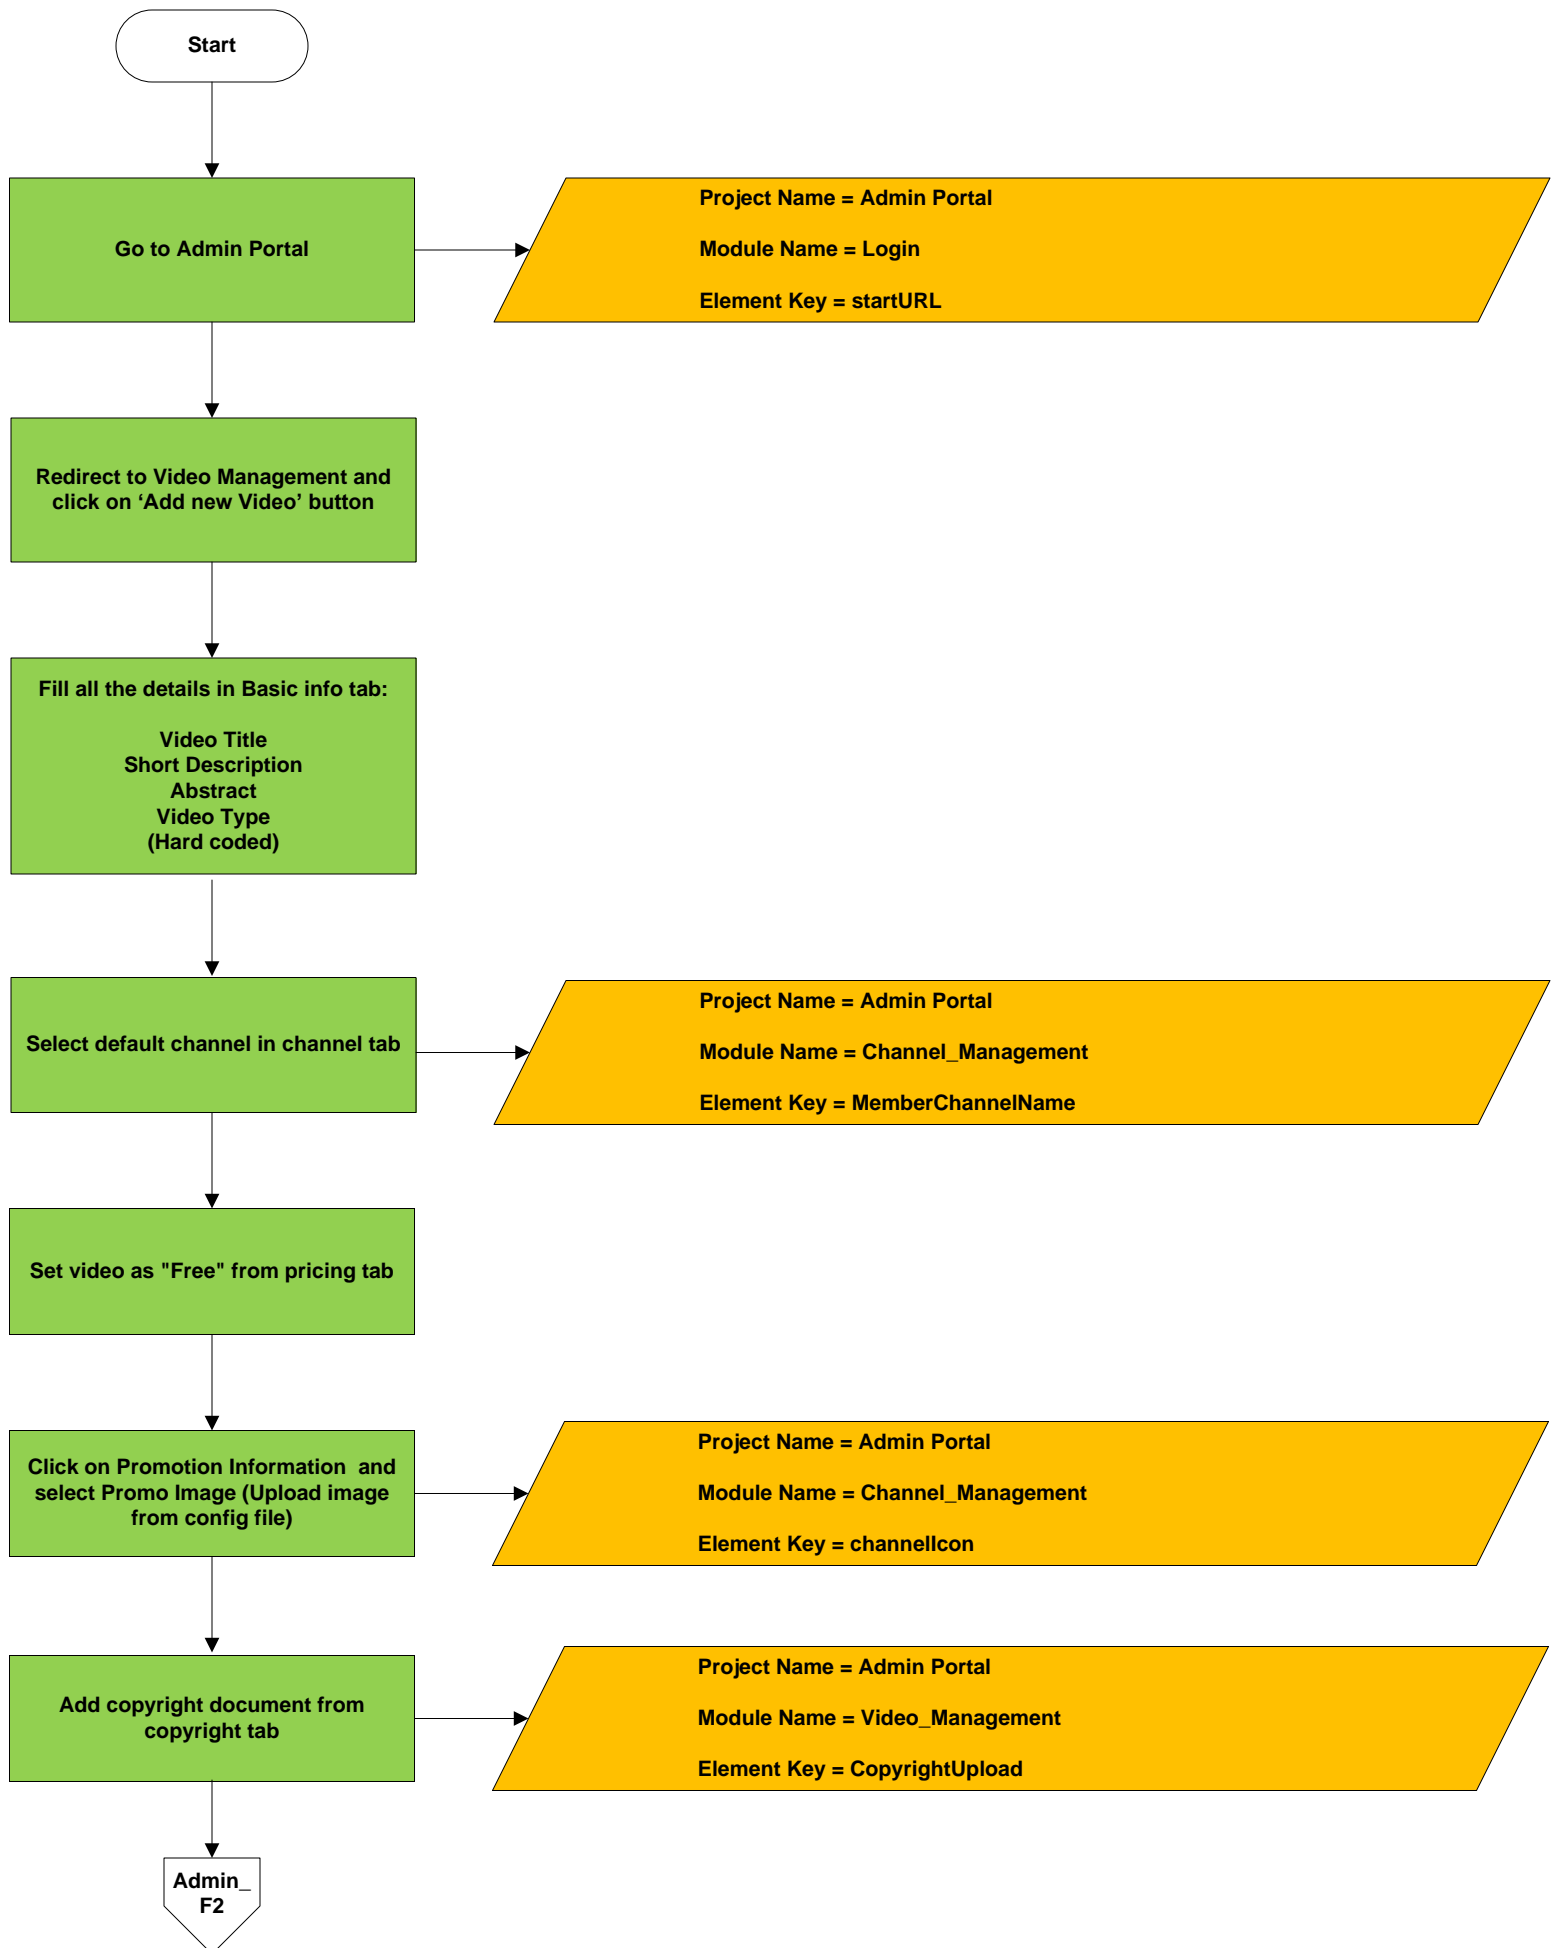 Start
Go to Admin Portal
Project Name = Admin Portal
Module Name = Login
Element Key = startURL
Redirect to Video Management and
click on ‘Add new Video’ button
Fill all the details in Basic info tab:
Video Title
Short Description
Abstract
Video Type
(Hard coded)
Select default channel in channel tab
Project Name = Admin Portal
Module Name = Channel_Management
Element Key = MemberChannelName
Set video as "Free" from pricing tab
Click on Promotion Information  and
select Promo Image (Upload image
from config file)
Project Name = Admin Portal
Module Name = Channel_Management
Element Key = channelIcon
Add copyright document from
copyright tab
Project Name = Admin Portal
Module Name = Video_Management
Element Key = CopyrightUpload
Admin_
F2